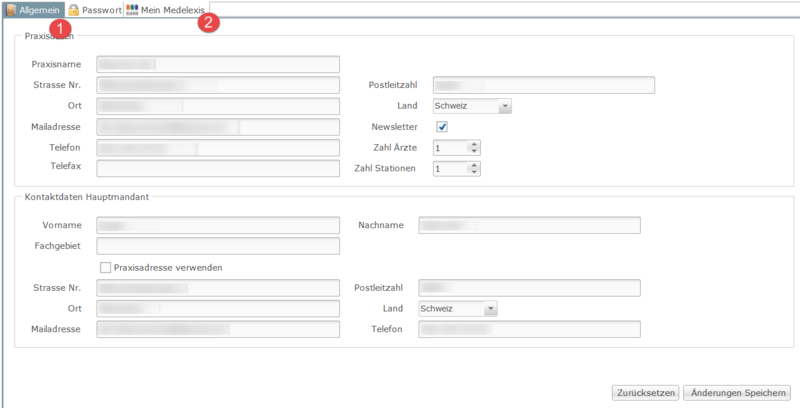 Allgemein Passwort Mein Medelexis
1 2
Praxisdaten
Praxisname
Strasse Nr. Postleitzahl
Ort Land Schweiz
Mailadresse Newsletter
Telefon Zahl Ärzte 1
Telefax Zahl Stationen 1
Kontaktdaten Hauptmandant
Vorname Nachname
Fachgebiet
Praxisadresse verwenden
Strasse Nr. Postleitzahl
Ort Land Schweiz
Mailadresse Telefon
Zurücksetzen Änderungen Speichern